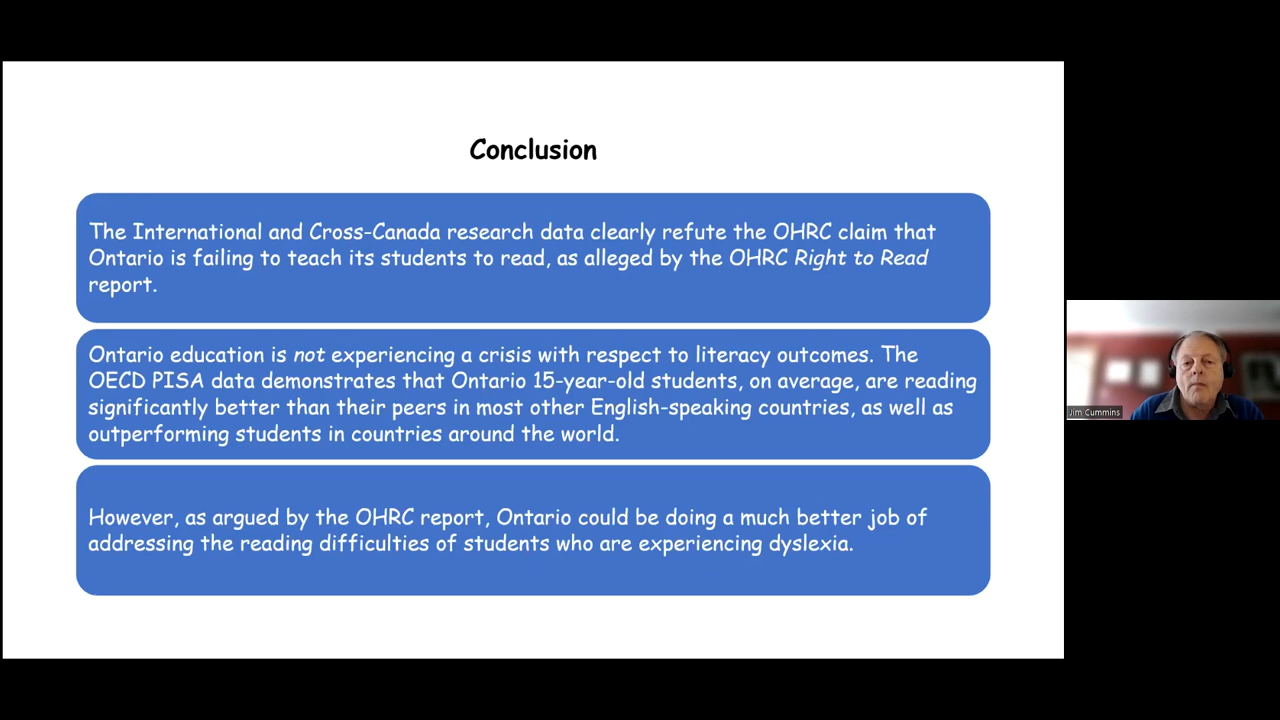 Conclusion
The International and Cross-Canada research data clearly refute the OHRC claim that
Ontario is failing to teach its students to read, as alleged by the OHRC Right to Read
report.
Ontario education is not experiencing a crisis with respect to literacy outcomes. The
OECD PISA data demonstrates that Ontario 15-year-old students, on average, are reading
significantly better than their peers in most other English-speaking countries, as well as
outperforming students in countries around the world.
However, as argued by the OHRC report, Ontario could be doing a much better job of
addressing the reading difficulties of students who are experiencing dyslexia.
Jim Cummins